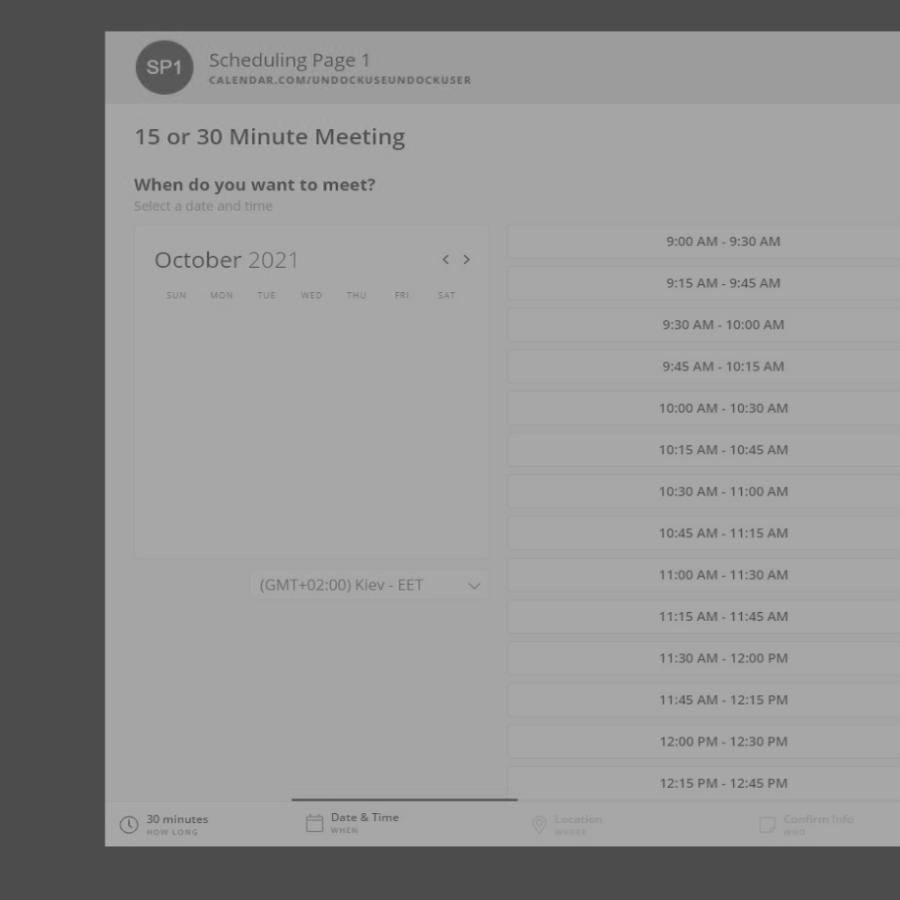 SP1
Scheduling Page 1
CALENDAR.COM/UNDOCKUSEUNDOCKUSER
15 or 30 Minute Meeting
When do you want to meet?
Select a date and time
October 2021
SUN MON TUE WED THU FRI SAT
(GMT+02:00) Kiev - EET
9:00 AM - 9:30 AM
9:15 AM - 9:45 AM
9:30 AM - 10:00 AM
9:45 AM - 10:15 AM
10:00 AM - 10:30 AM
10:15 AM - 10:45 AM
10:30 AM - 11:00 AM
10:45 AM - 11:15 AM
11:00 AM - 11:30 AM
11:15 AM - 11:45 AM
11:30 AM - 12:00 PM
11:45 AM - 12:15 PM
12:00 PM - 12:30 PM
12:15 PM - 12:45 PM
30 minutes
HOW LONG
Date & Time
WHEN
Location
WHERE
Confirm Info
WHO